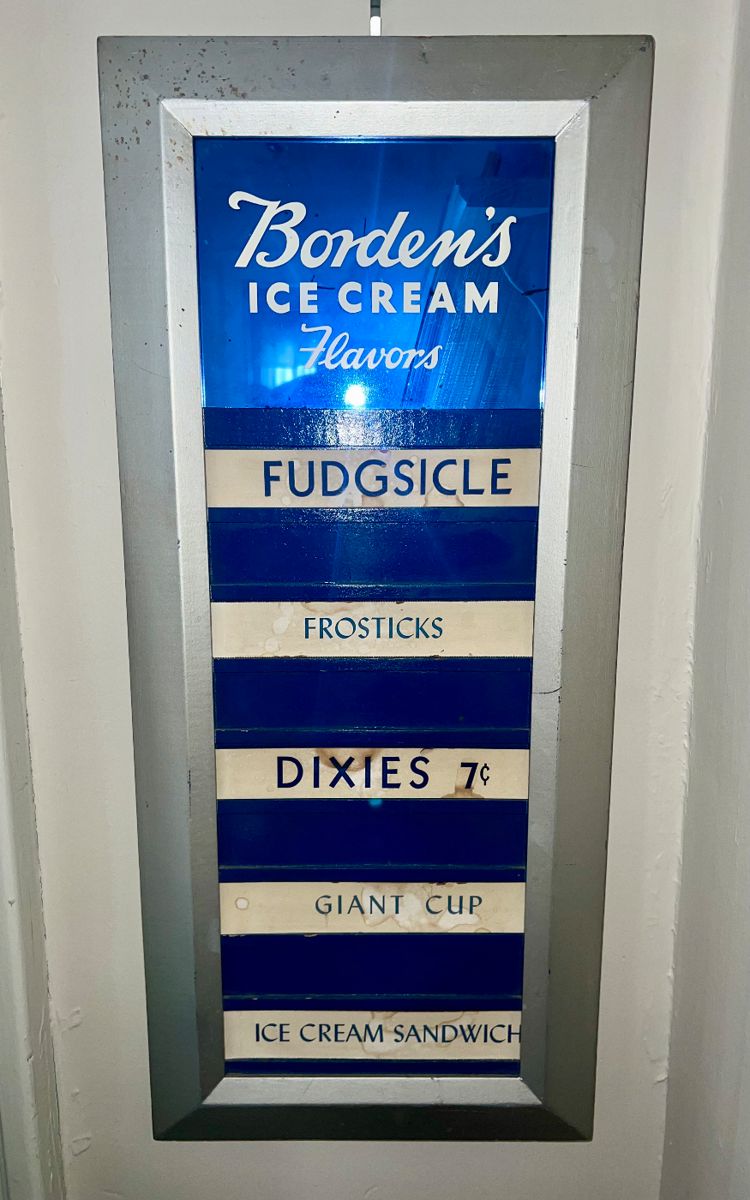 Borden's
ICE CREAM
Flavors
FUDGSICLE
FROSTICKS
DIXIES 7¢
GIANT CUP
ICE CREAM SANDWICH